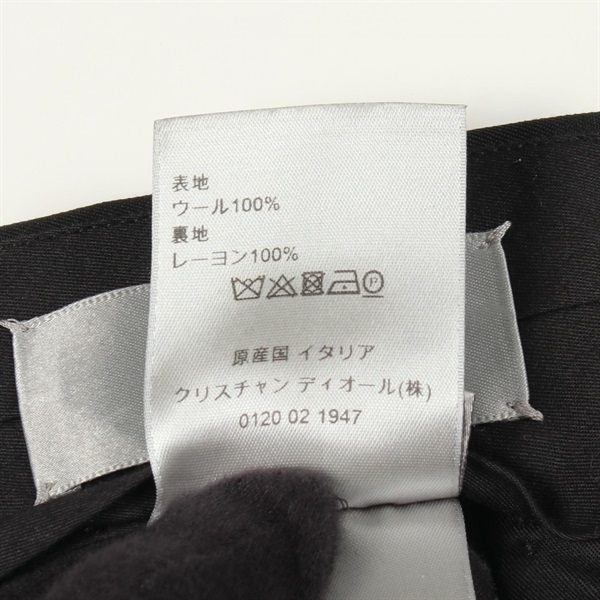 表地
ウール100%
裏地
レーヨン100%
P
原産国 イタリア
クリスチャン ディオール(株)
0120 02 1947